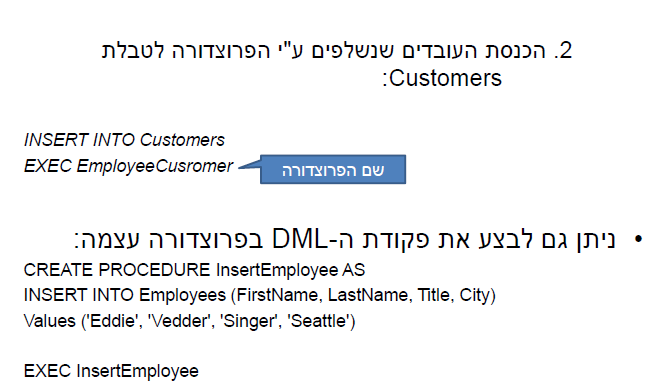 2. הכנסת העובדים שנשלפים ע"י הפרוצדורה לטבלת
Customers:
INSERT INTO Customers
EXEC EmployeeCusromer
שם הפרוצדורה
• ניתן גם לבצע את פקודת ה-DML בפרוצדורה עצמה:
CREATE PROCEDURE InsertEmployee AS
INSERT INTO Employees (FirstName, LastName, Title, City)
Values ('Eddie', 'Vedder', 'Singer', 'Seattle')
EXEC InsertEmployee